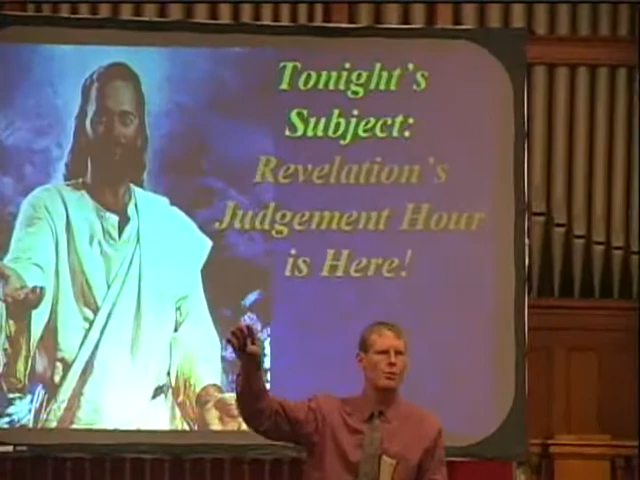 Tonight's
Subject:
Revelation's
Judgement Hour
is Here!